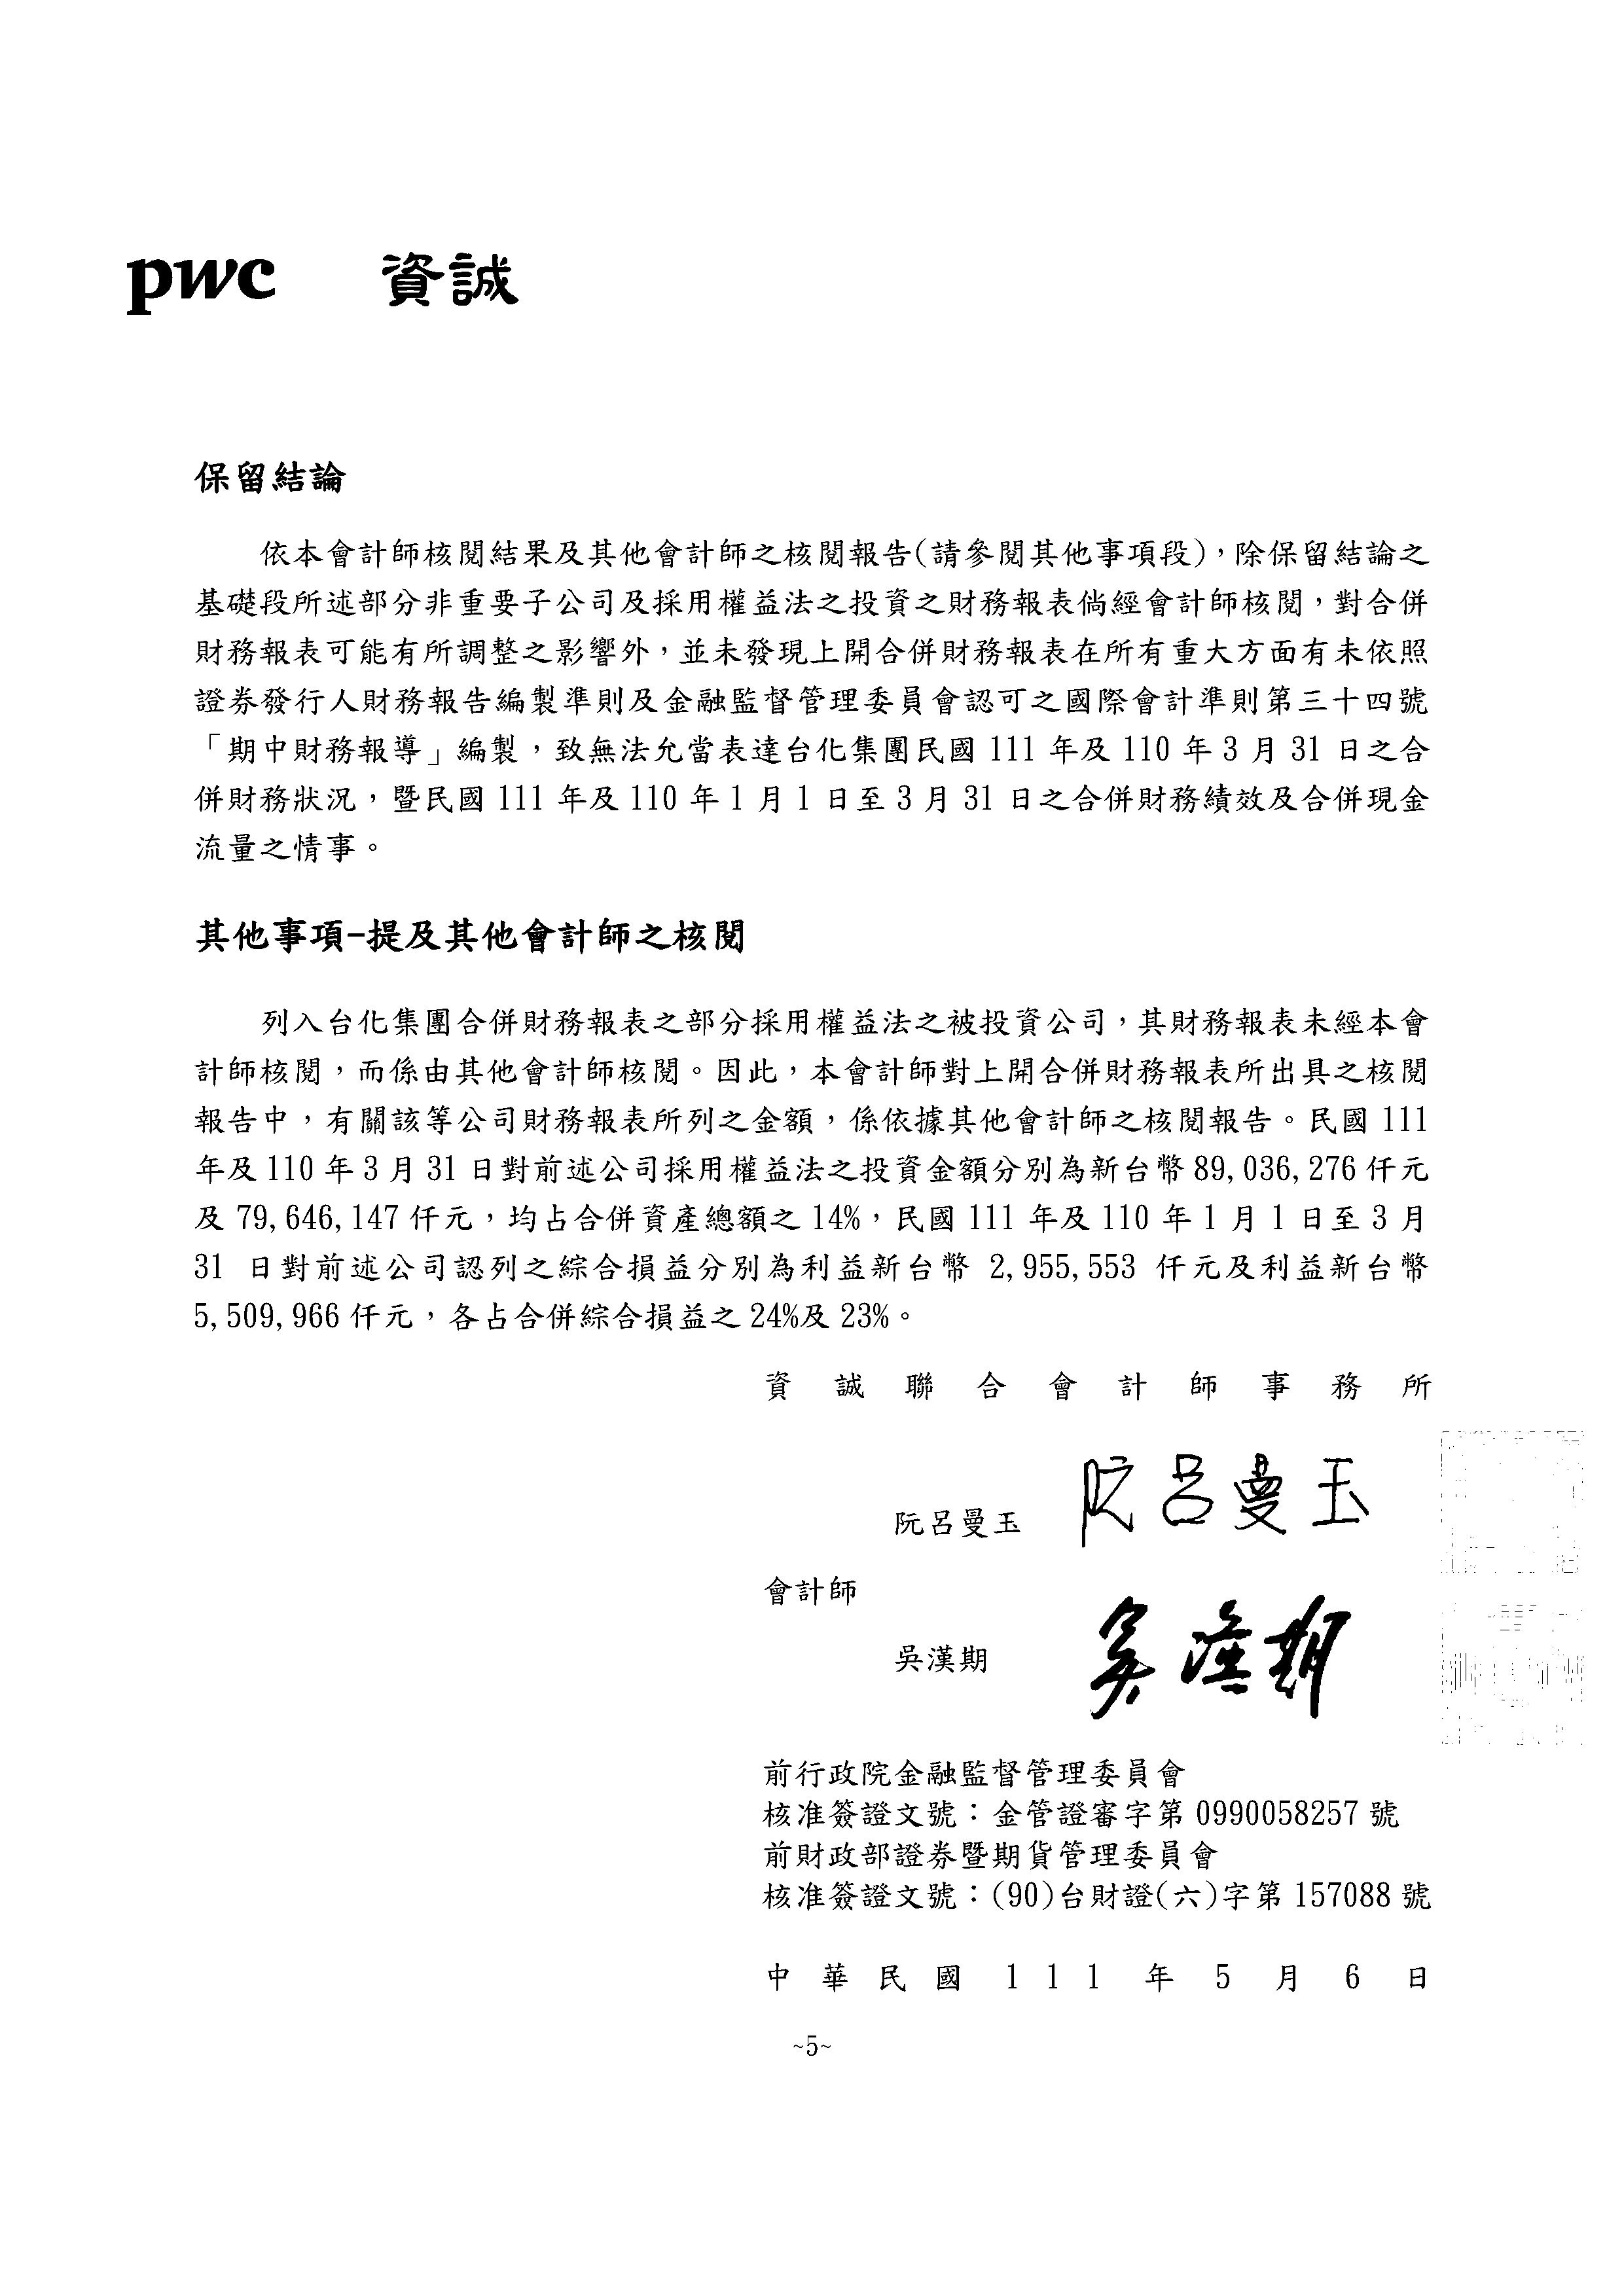 pwc 資誠
保留結論
依本會計師核閱結果及其他會計師之核閱報告(請參閱其他事項段)，除保留結論之
基礎段所述部分非重要子公司及採用權益法之投資之財務報表倘經會計師核閱，對合併
財務報表可能有所調整之影響外，並未發現上開合併財務報表在所有重大方面有未依照
證券發行人財務報告編製準則及金融監督管理委員會認可之國際會計準則第三十四號
「期中財務報導」編製，致無法允當表達台化集團民國 111 年及 110 年 3 月 31 日之合
併財務狀況，暨民國 111 年及 110 年 1 月 1 日至 3 月 31 日之合併財務績效及合併現金
流量之情事。
其他事項-提及其他會計師之核閱
列入台化集團合併財務報表之部分採用權益法之被投資公司，其財務報表未經本會
計師核閱，而係由其他會計師核閱。因此，本會計師對上開合併財務報表所出具之核閱
報告中，有關該等公司財務報表所列之金額，係依據其他會計師之核閱報告。民國 111
年及 110 年 3 月 31 日對前述公司採用權益法之投資金額分別為新台幣 89,036,276 仟元
及 79,646,147 仟元，均占合併資產總額之 14%，民國 111 年及 110 年 1 月 1 日至 3 月
31 日對前述公司認列之綜合損益分別為利益新台幣 2,955,553 仟元及利益新台幣
5,509,966 仟元，各占合併綜合損益之 24%及 23%。
資誠聯合會計師事務所
阮呂曼玉 阮呂曼玉
會計師
吳漢期 吳漢期
前行政院金融監督管理委員會
核准簽證文號：金管證審字第 0990058257 號
前財政部證券暨期貨管理委員會
核准簽證文號：(90)台財證(六)字第 157088 號
中華民國 111 年 5 月 6 日
~5~